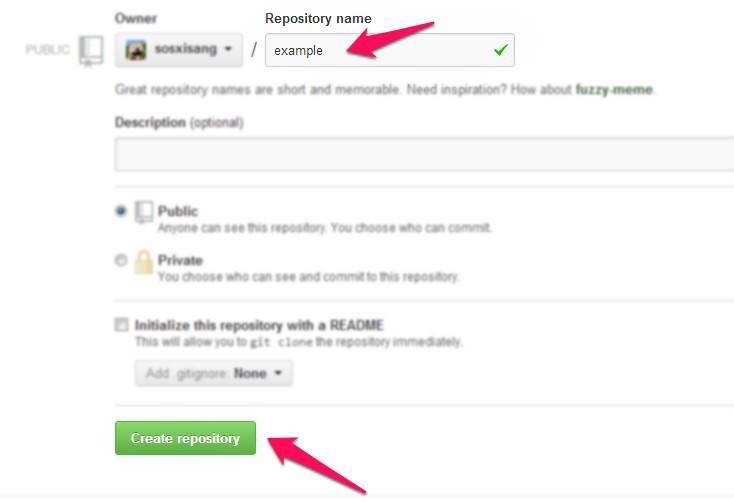 Owner Repository name
PUBLIC sosxisang / example
Great repository names are short and memorable. Need inspiration? How about fuzzy-meme.
Description (optional)
Public
Anyone can see this repository. You choose who can commit.
Private
You choose who can see and commit to this repository.
Initialize this repository with a README
This will allow you to git clone the repository immediately.
Add .gitignore: None
Create repository